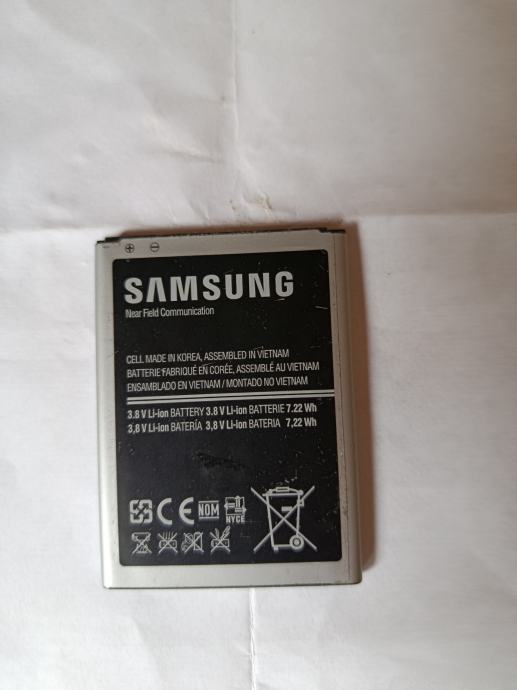 SAMSUNG
Near Field Communication
CELL MADE IN KOREA, ASSEMBLED IN VIETNAM
BATTERIE FABRIQUÉ EN CORÉE, ASSEMBLÉ AU VIETNAM
ENSAMBLADO EN VIETNAM / MONTADO NO VIETNAM
3.8 V Li-ion BATTERY 3.8 V Li-ion BATTERIE 7.22 Wh
3,8 V Li-ion BATERÍA 3,8 V Li-ion BATERIA 7,22 Wh
CE NOM NYCE